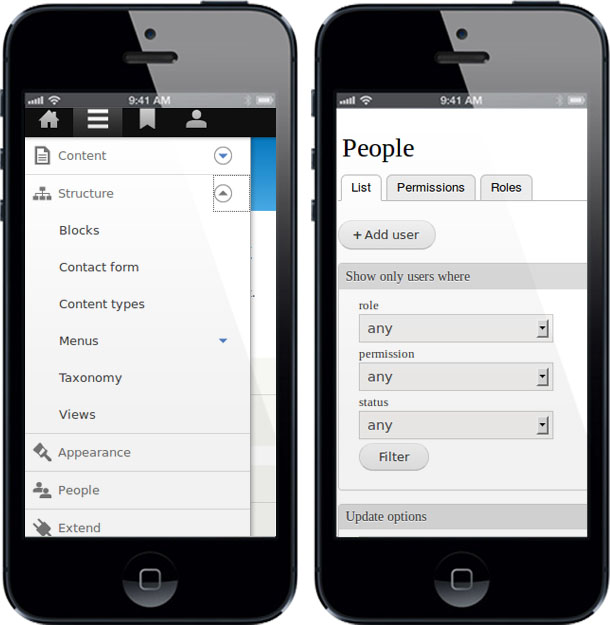 9:41 AM
Content
Structure
Blocks
Contact form
Content types
Menus
Taxonomy
Views
Appearance
People
Extend
9:41 AM
People
List Permissions Roles
+ Add user
Show only users where
role
any
permission
any
status
any
Filter
Update options